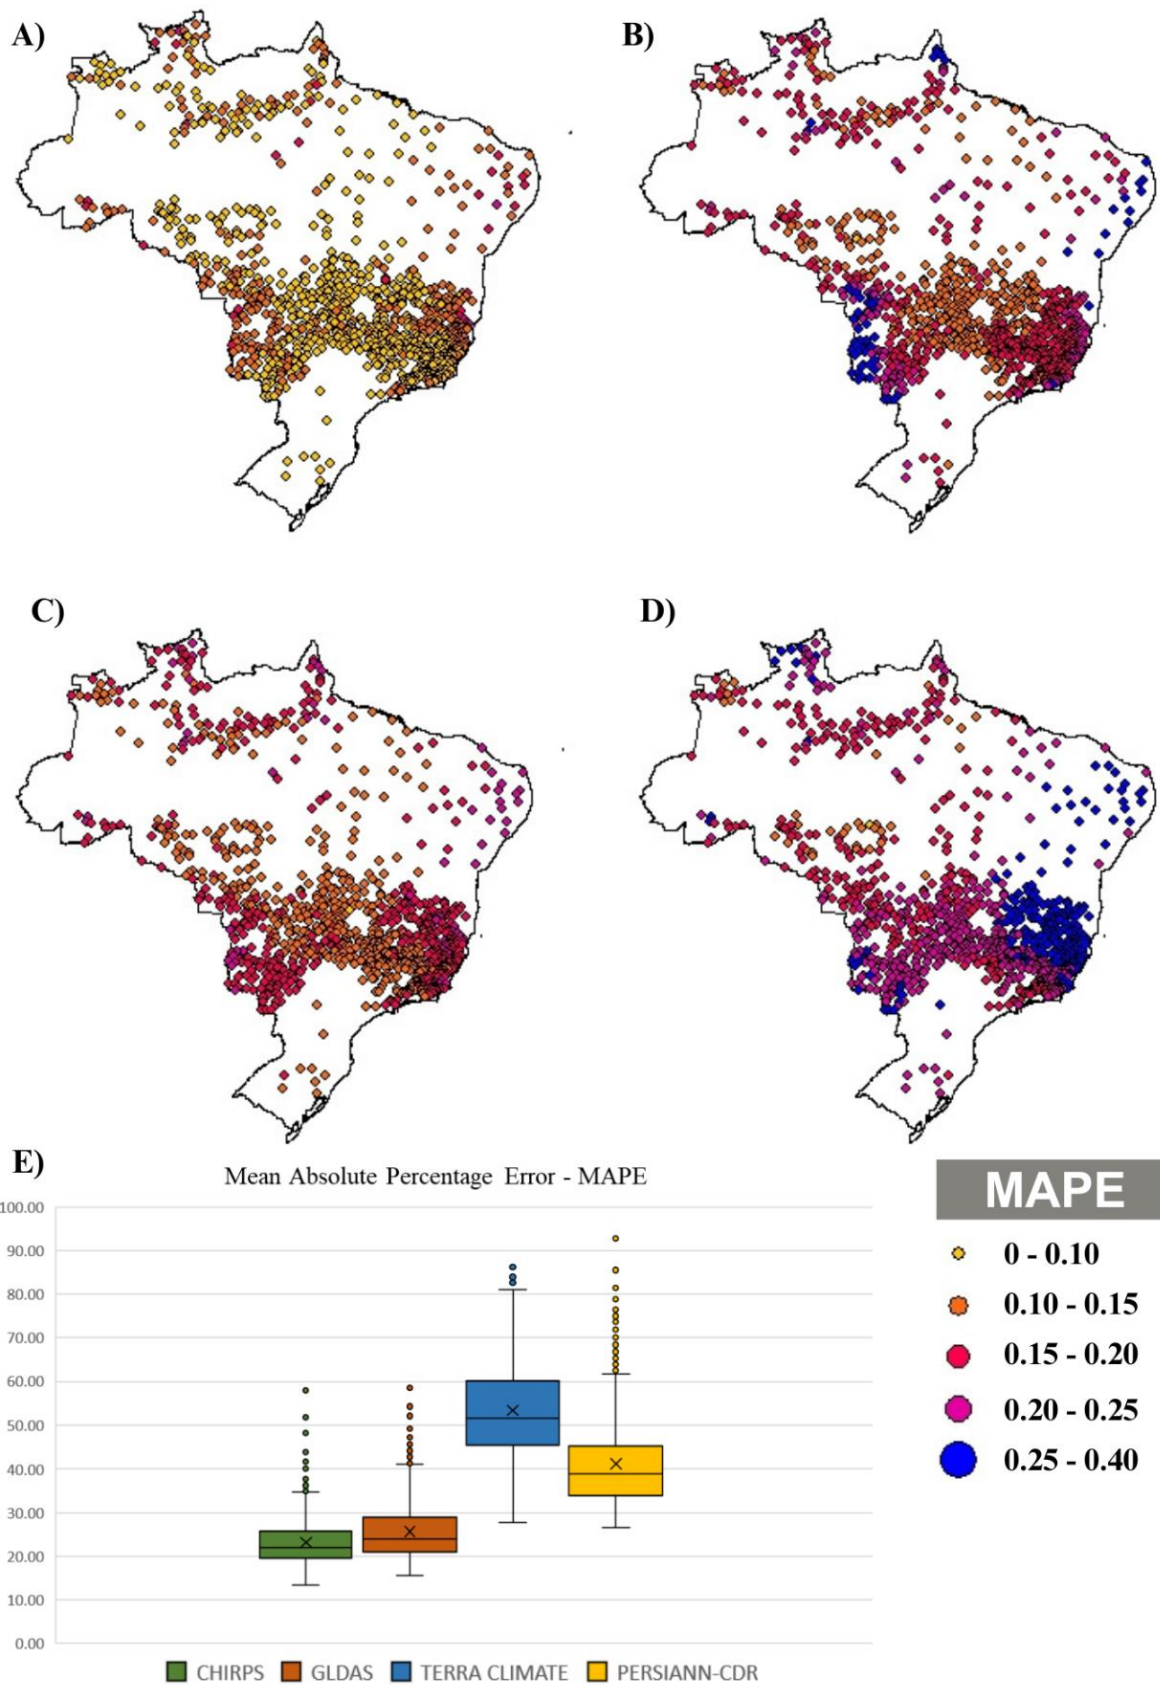 A)
B)
C)
D)
E)
Mean Absolute Percentage Error - MAPE
100.00
90.00
80.00
70.00
60.00
50.00
40.00
30.00
20.00
10.00
0.00
CHIRPS GLDAS TERRA CLIMATE PERSIANN-CDR
MAPE
0 - 0.10
0.10 - 0.15
0.15 - 0.20
0.20 - 0.25
0.25 - 0.40